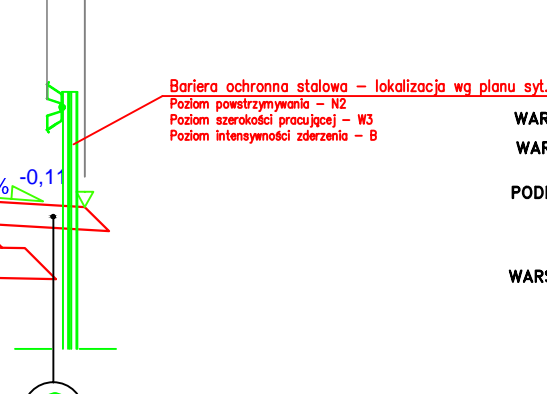 Bariera ochronna stalowa – lokalizacja wg planu syt.
Poziom powstrzymywania – N2
Poziom szerokości pracującej – W3
Poziom intensywności zderzenia – B
% -0,11